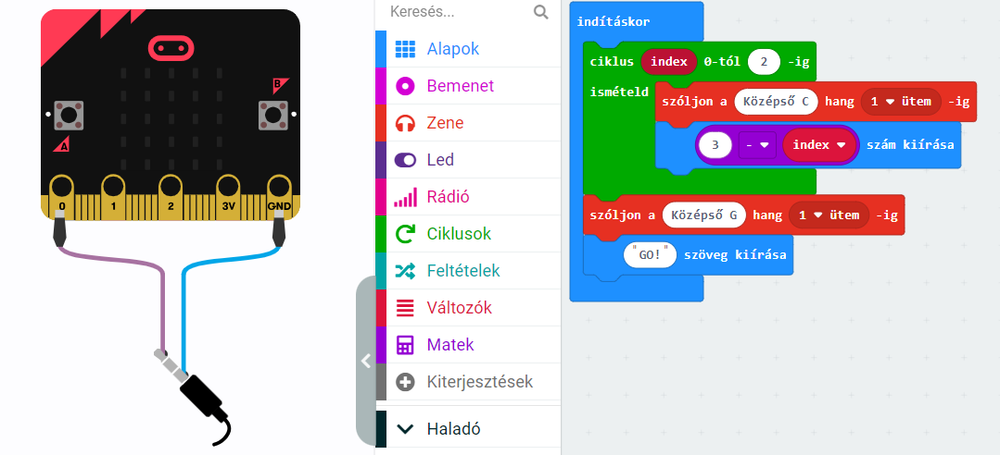 B
A
0 1 2 3V GND
Keresés...
Alapok
Bemenet
Zene
Led
Rádió
Ciklusok
Feltételek
Változók
Matek
Kiterjesztések
Haladó
indításkor
ciklus index 0-tól 2 -ig
ismételd
szóljon a Középső C hang 1 ütem -ig
3 - index szám kiírása
szóljon a Középső G hang 1 ütem -ig
"GO!" szöveg kiírása